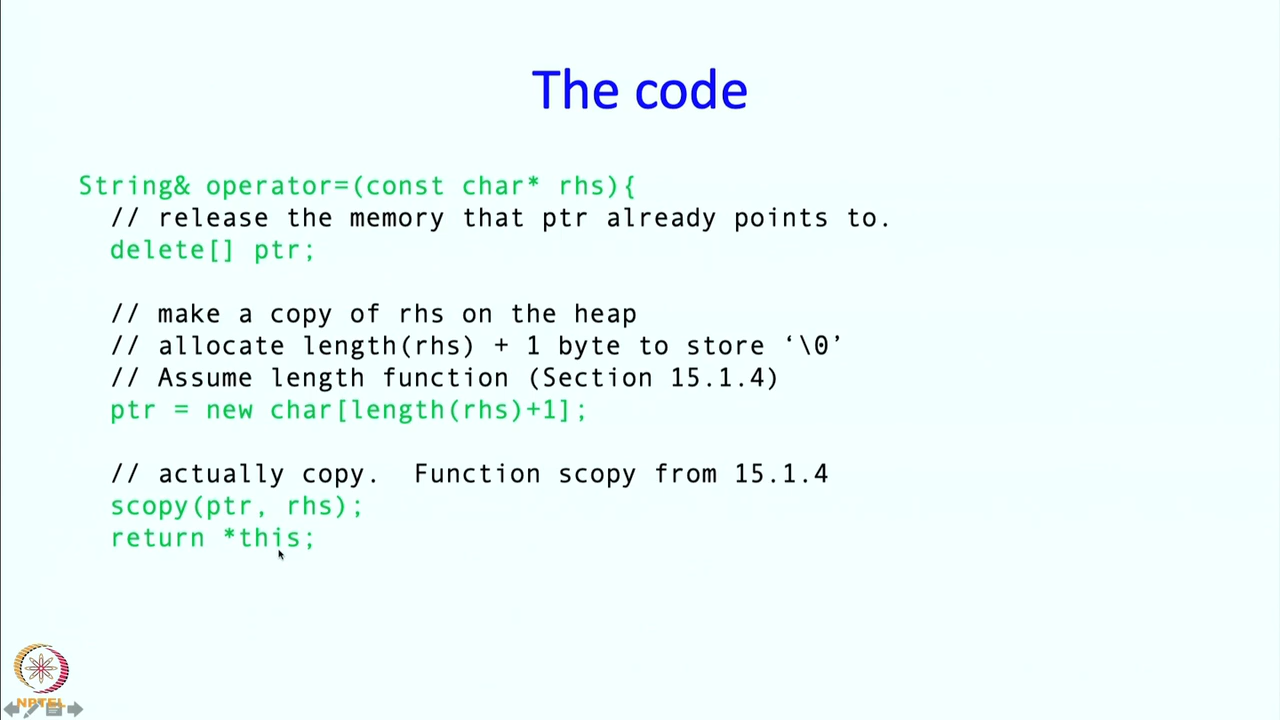 The code
String& operator=(const char* rhs){
// release the memory that ptr already points to.
delete[] ptr;
// make a copy of rhs on the heap
// allocate length(rhs) + 1 byte to store ‘\0’
// Assume length function (Section 15.1.4)
ptr = new char[length(rhs)+1];
// actually copy.  Function scopy from 15.1.4
scopy(ptr, rhs);
return *this;
NPTEL